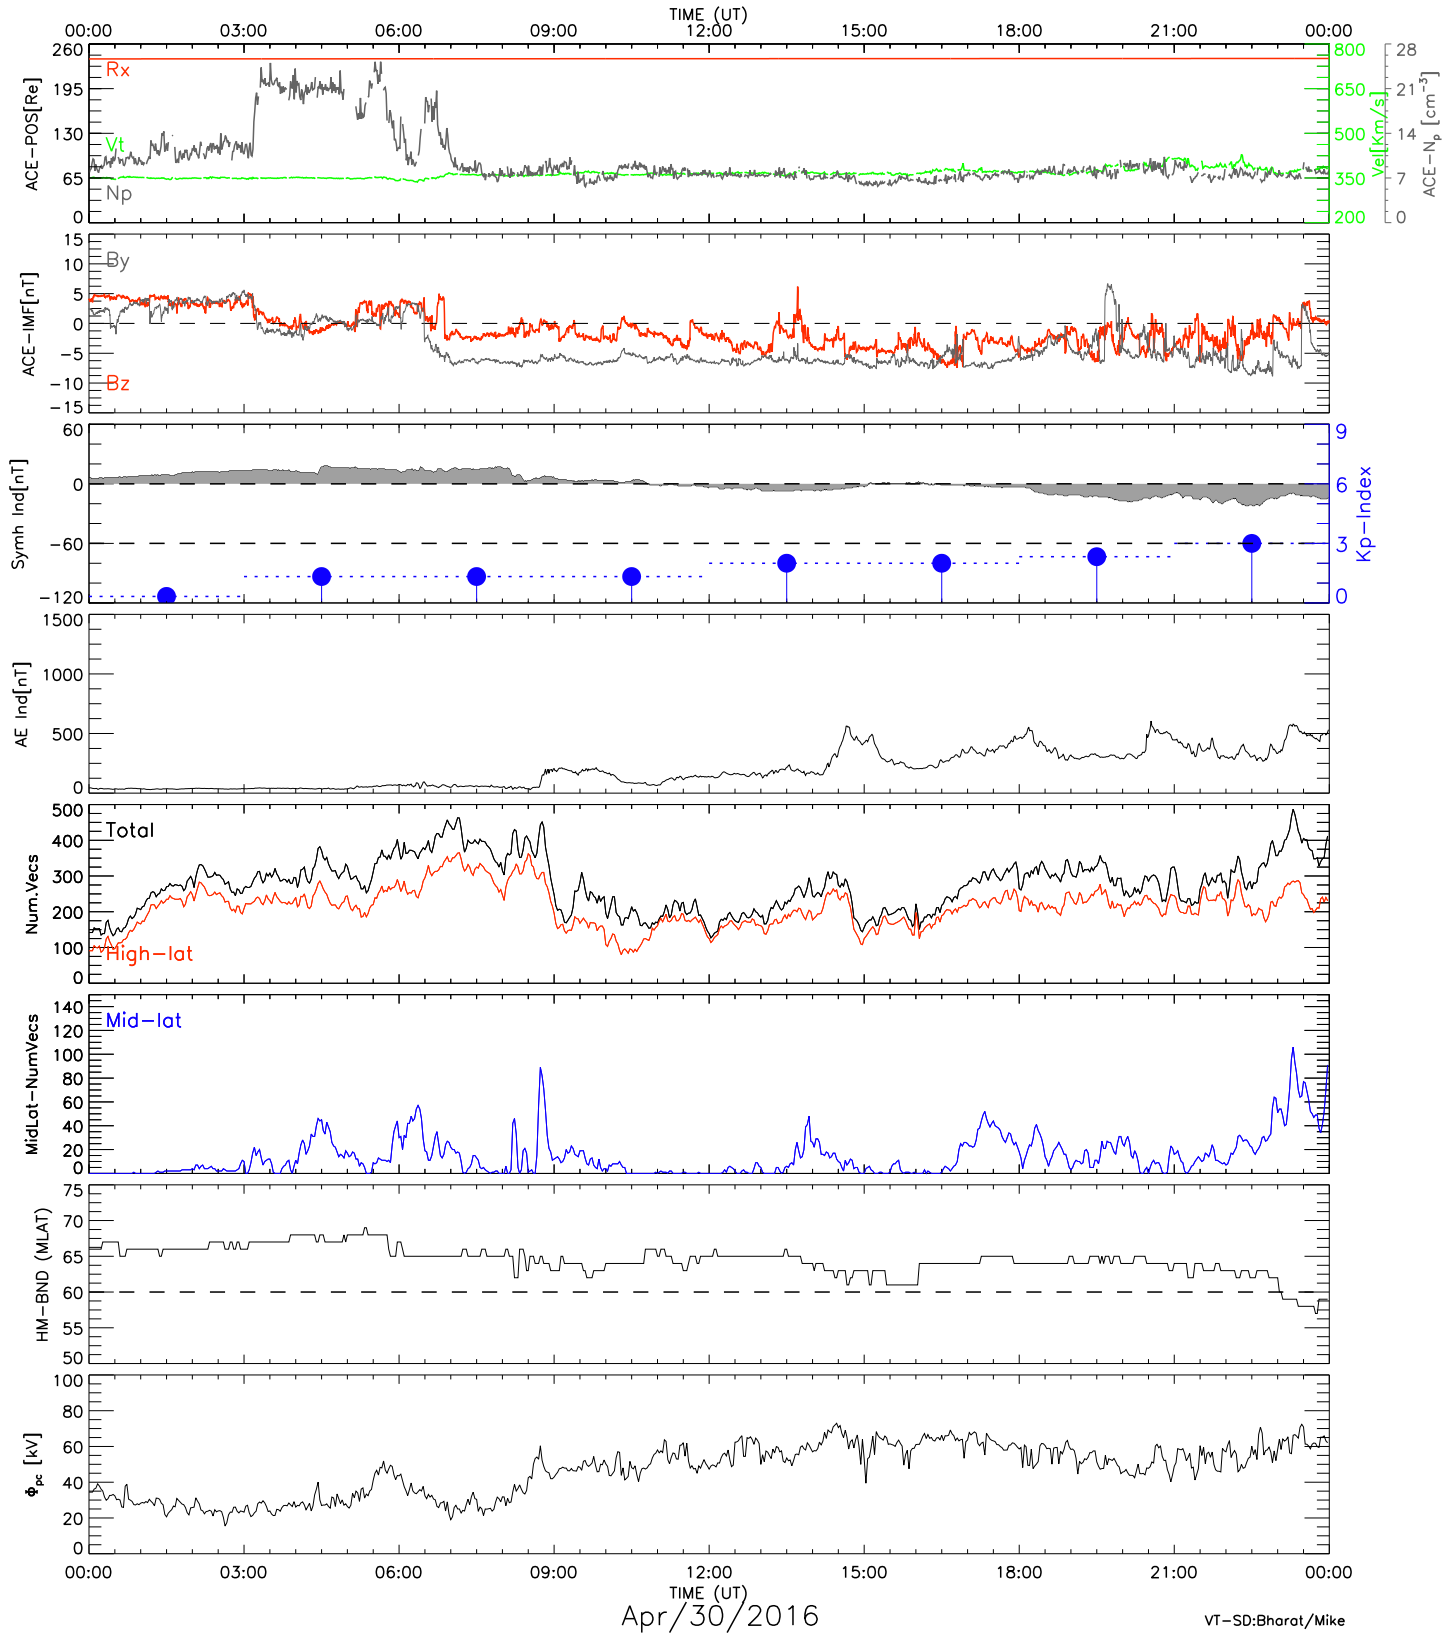 TIME (UT)
00:00 03:00 06:00 09:00 12:00 15:00 18:00 21:00 00:00
ACE-POS[Re]
260
195
130
65
0
Rx
Vt
Np
800
650
500
350
200
Vel[Km/s]
28
21
14
7
0
ACE-Np [cm-3]
ACE-IMF[nT]
15
10
5
0
-5
-10
-15
By
Bz
Symh Ind[nT]
60
0
-60
-120
9
6
3
0
Kp-Index
AE Ind[nT]
1500
1000
500
0
Num.Vecs
500
400
300
200
100
0
Total
High-lat
MidLat-NumVecs
140
120
100
80
60
40
20
0
Mid-lat
HM-BND (MLAT)
75
70
65
60
55
50
Φpc [kV]
100
80
60
40
20
0
00:00 03:00 06:00 09:00 12:00 15:00 18:00 21:00 00:00
TIME (UT)
Apr/30/2016
VT-SD:Bharat/Mike